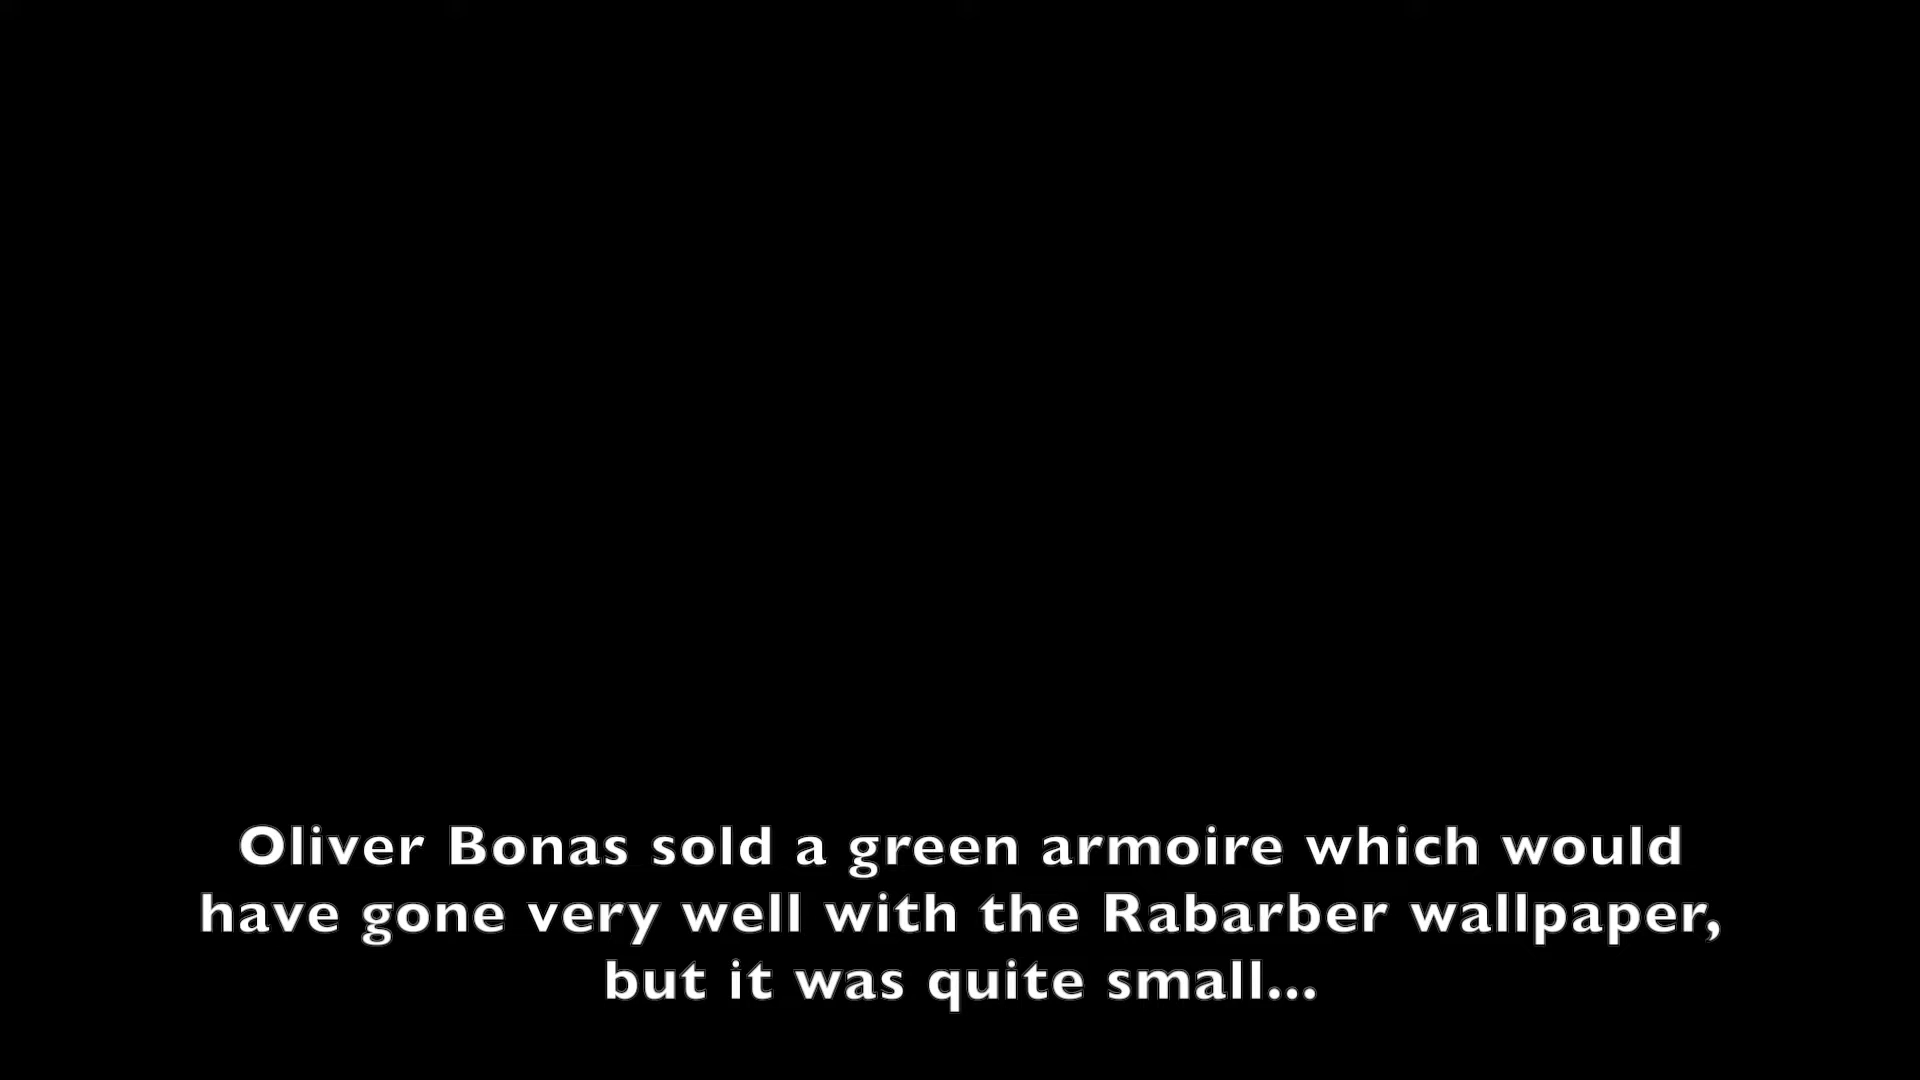 Oliver Bonas sold a green armoire which would
have gone very well with the Rabarber wallpaper,
but it was quite small...